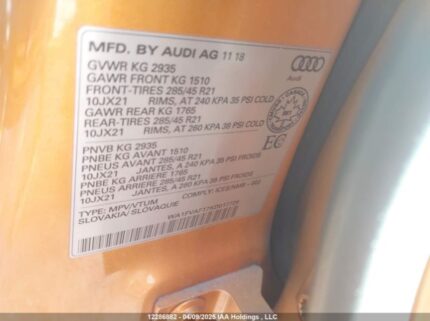 MFD. BY AUDI AG 11 18
GVWR KG 2935
GAWR FRONT KG 1510
FRONT-TIRES 285/45 R21
10JX21 RIMS, AT 240 KPA 35 PSI COLD
GAWR REAR KG 1765
REAR-TIRES 285/45 R21
10JX21 RIMS, AT 260 KPA 38 PSI COLD
Audi
PNVB KG 2935
PNBE KG AVANT 1510
PNEUS AVANT 285/45 R21
10JX21 JANTES, A 240 KPA 35 PSI FROIDS
PNBE KG ARRIERE 1765
PNEUS ARRIERE 285/45 R21
10JX21 JANTES, A 260 KPA 38 PSI FROIDS
EC
TYPE: MPV/VTUM
COMPLY:
SLOVAKIA/ SLOVAQUIE
12286882 - 04/09/2025 IAA Holdings, LLC